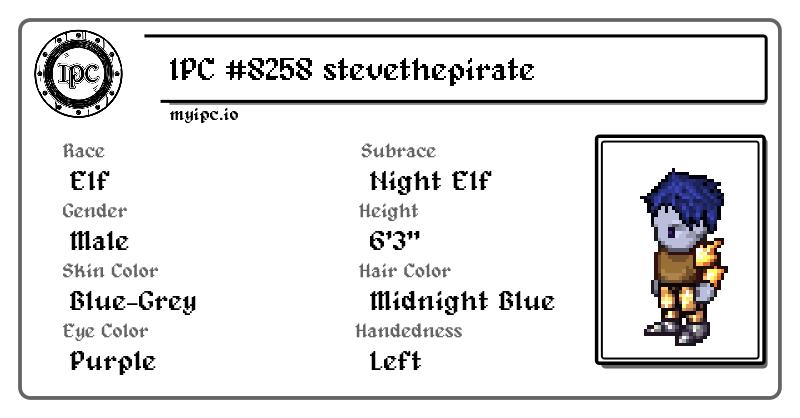 IPC
IPC #8258 stevethepirate
myipc.io
Race
Elf
Subrace
Night Elf
Gender
Male
Height
6'3"
Skin Color
Blue-Grey
Hair Color
Midnight Blue
Eye Color
Purple
Handedness
Left